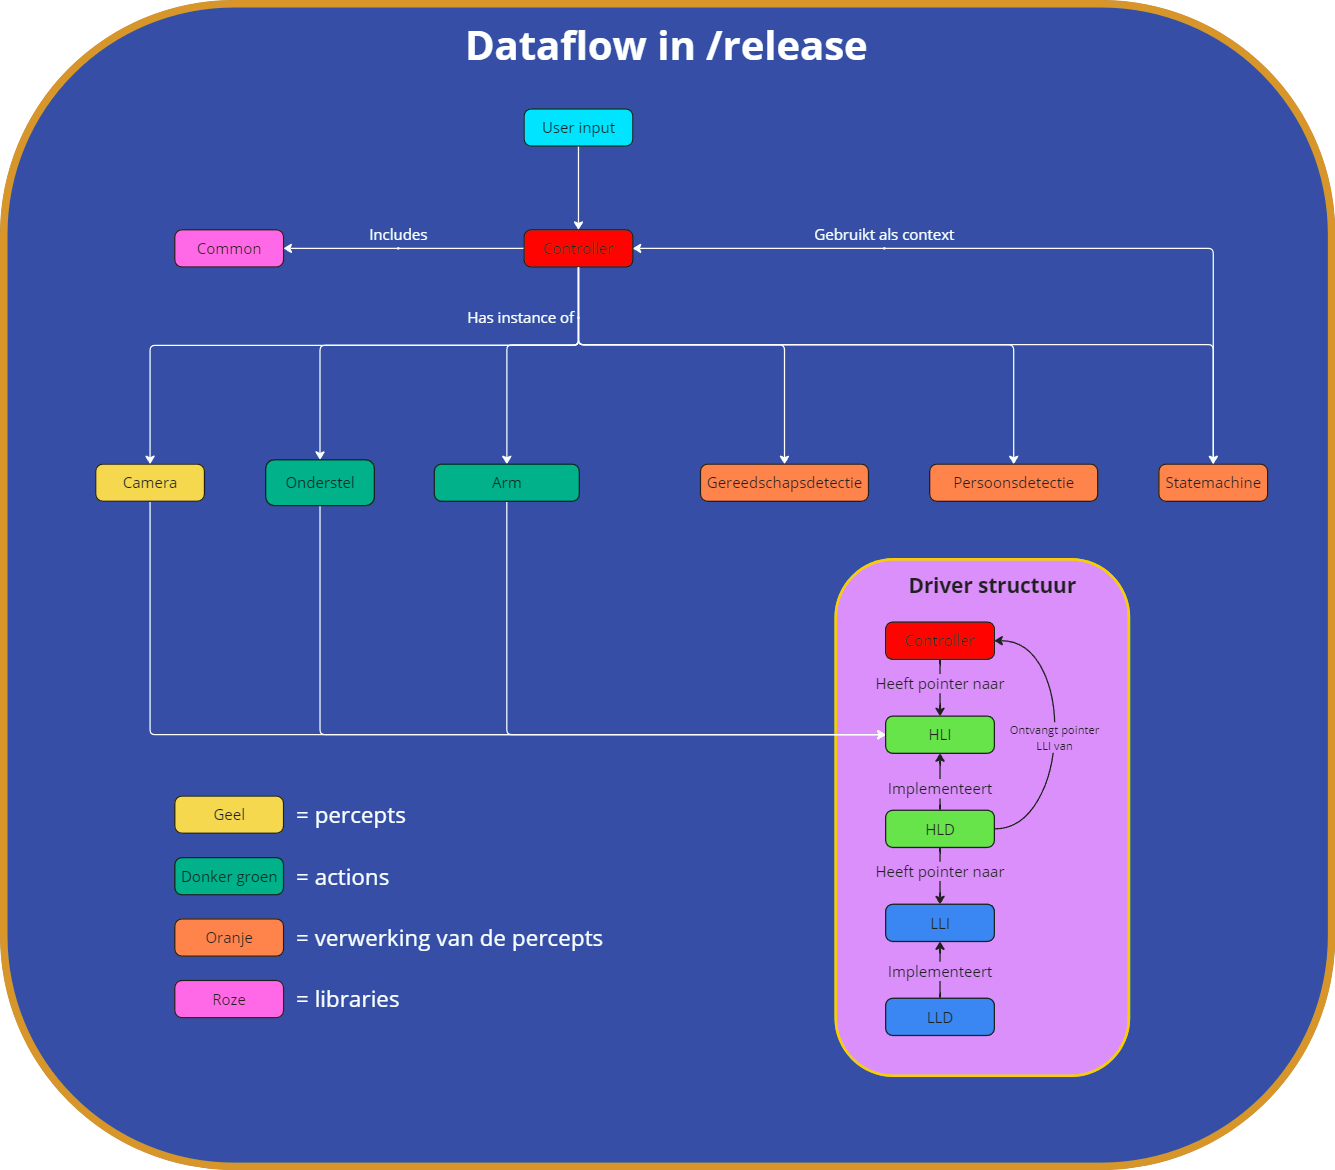 Dataflow in /release
User input
Common
Includes
Controller
Gebruikt als context
Has instance of
Camera
Onderstel
Arm
Gereedschapsdetectie
Persoonsdetectie
Statemachine
Driver structuur
Controller
Heeft pointer naar
HLI
Ontvangt pointer
LLI van
Implementeert
HLD
Heeft pointer naar
LLI
Implementeert
LLD
Geel = percepts
Donker groen = actions
Oranje = verwerking van de percepts
Roze = libraries